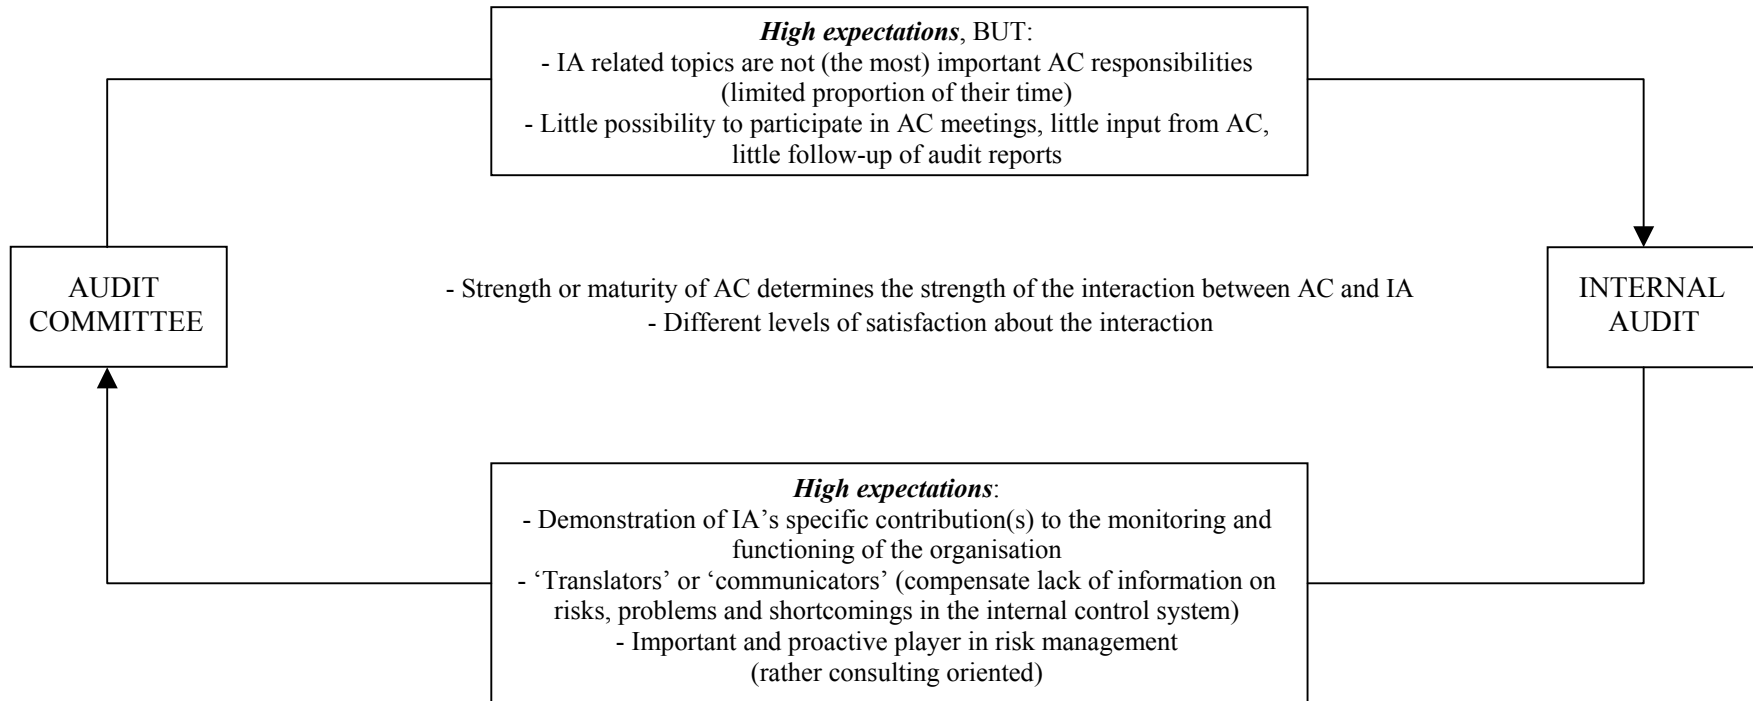 High expectations, BUT:
- IA related topics are not (the most) important AC responsibilities
(limited proportion of their time)
- Little possibility to participate in AC meetings, little input from AC,
little follow-up of audit reports
AUDIT
COMMITTEE
- Strength or maturity of AC determines the strength of the interaction between AC and IA
- Different levels of satisfaction about the interaction
INTERNAL
AUDIT
High expectations:
- Demonstration of IA’s specific contribution(s) to the monitoring and
functioning of the organisation
- ‘Translators’ or ‘communicators’ (compensate lack of information on
risks, problems and shortcomings in the internal control system)
- Important and proactive player in risk management
(rather consulting oriented)